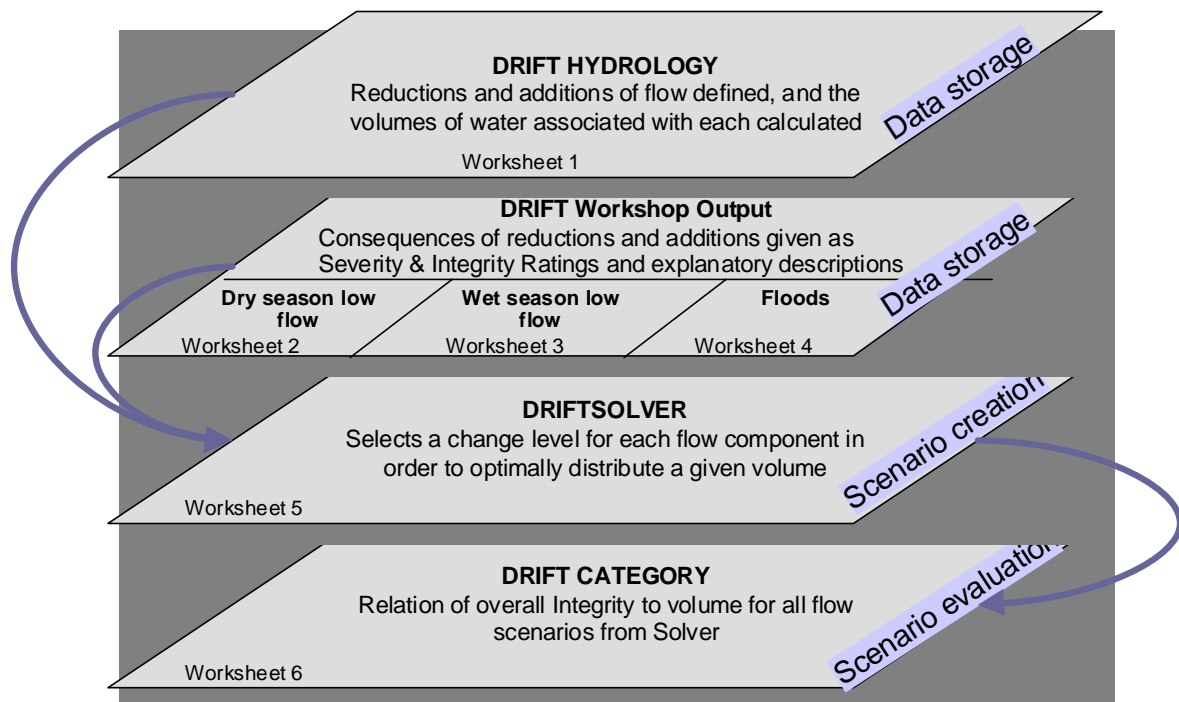 DRIFT HYDROLOGY
Reductions and additions of flow defined, and the
volumes of water associated with each calculated
Worksheet 1
Data storage
DRIFT Workshop Output
Consequences of reductions and additions given as
Severity & Integrity Ratings and explanatory descriptions
Data storage
Dry season low
flow
Worksheet 2
Wet season low
flow
Worksheet 3
Floods
Worksheet 4
DRIFTSOLVER
Selects a change level for each flow component in
order to optimally distribute a given volume
Worksheet 5
Scenario creation
DRIFT CATEGORY
Relation of overall Integrity to volume for all flow
scenarios from Solver
Worksheet 6
Scenario evaluation